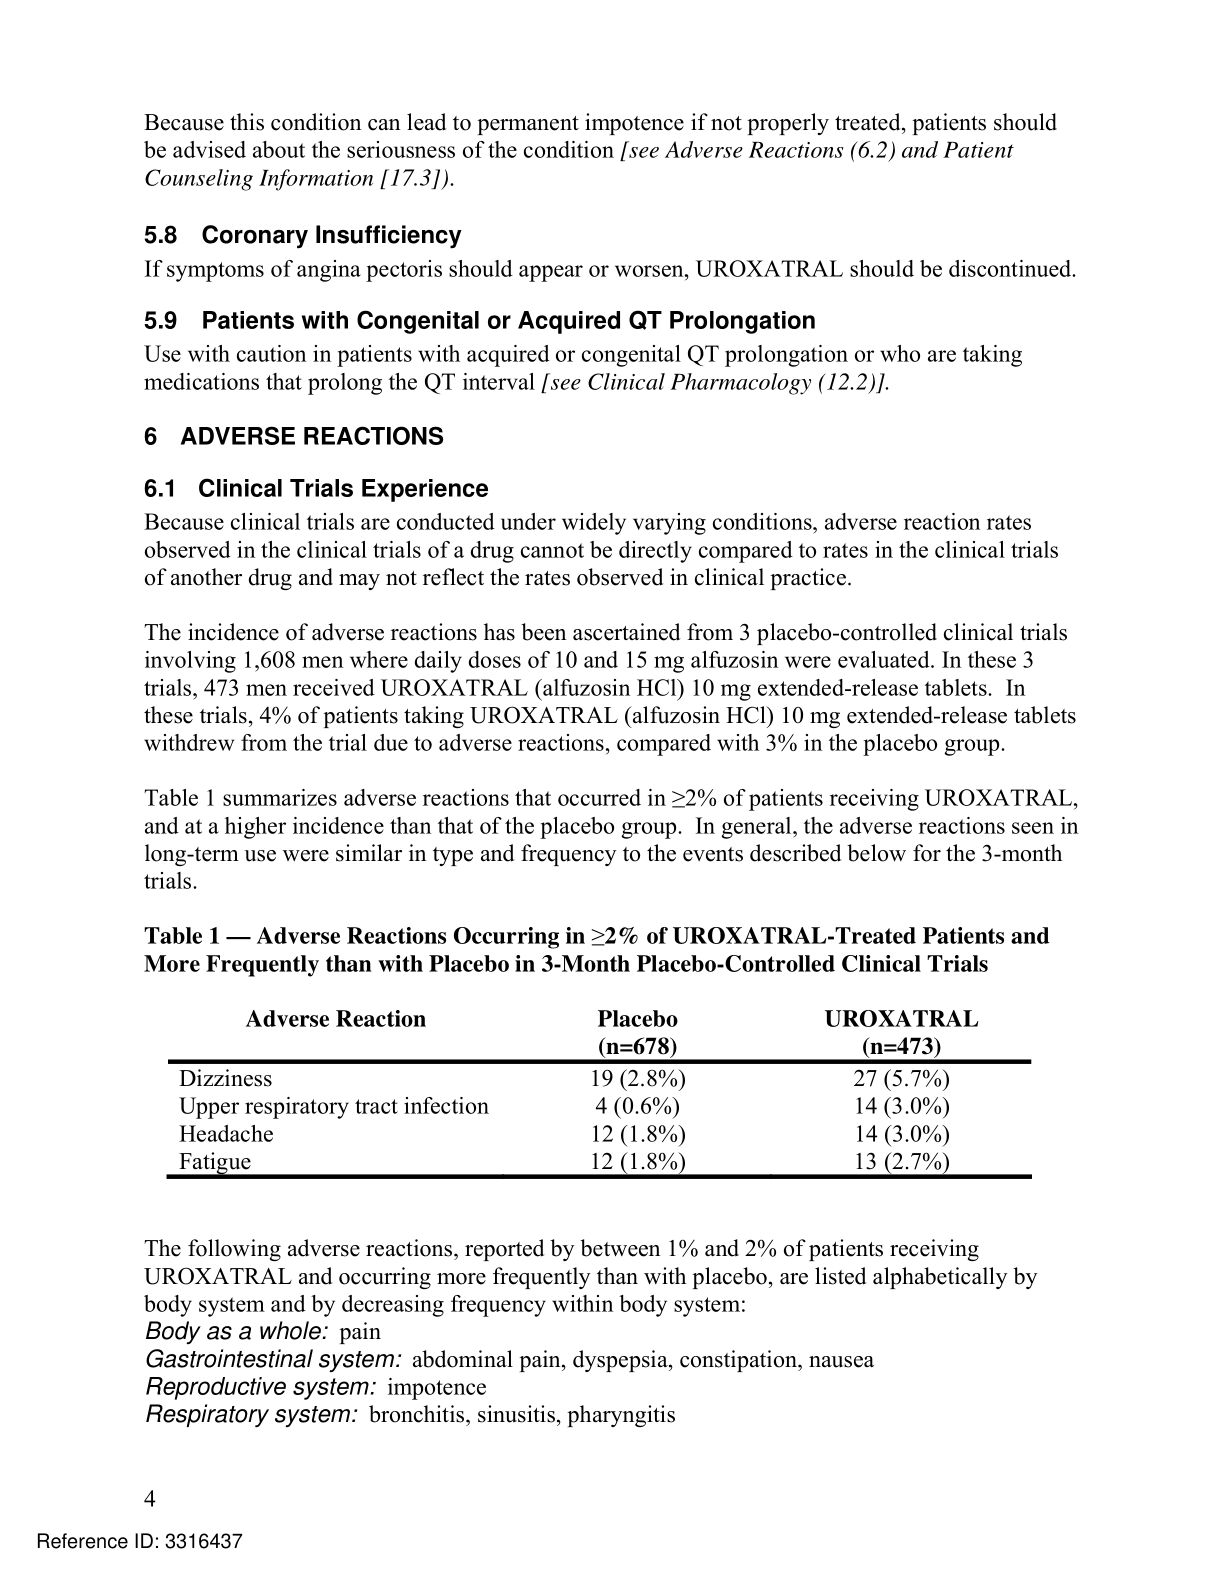 Because this condition can lead to permanent impotence if not properly treated, patients should
be advised about the seriousness of the condition [see Adverse Reactions (6.2) and Patient
Counseling Information [17.3]).
5.8 Coronary Insufficiency
If symptoms of angina pectoris should appear or worsen, UROXATRAL should be discontinued.
5.9 Patients with Congenital or Acquired QT Prolongation
Use with caution in patients with acquired or congenital QT prolongation or who are taking
medications that prolong the QT interval [see Clinical Pharmacology (12.2)].
6 ADVERSE REACTIONS
6.1 Clinical Trials Experience
Because clinical trials are conducted under widely varying conditions, adverse reaction rates
observed in the clinical trials of a drug cannot be directly compared to rates in the clinical trials
of another drug and may not reflect the rates observed in clinical practice.
The incidence of adverse reactions has been ascertained from 3 placebo-controlled clinical trials
involving 1,608 men where daily doses of 10 and 15 mg alfuzosin were evaluated. In these 3
trials, 473 men received UROXATRAL (alfuzosin HCl) 10 mg extended-release tablets. In
these trials, 4% of patients taking UROXATRAL (alfuzosin HCl) 10 mg extended-release tablets
withdrew from the trial due to adverse reactions, compared with 3% in the placebo group.
Table 1 summarizes adverse reactions that occurred in ≥2% of patients receiving UROXATRAL,
and at a higher incidence than that of the placebo group. In general, the adverse reactions seen in
long-term use were similar in type and frequency to the events described below for the 3-month
trials.
Table 1 — Adverse Reactions Occurring in ≥2% of UROXATRAL-Treated Patients and
More Frequently than with Placebo in 3-Month Placebo-Controlled Clinical Trials
Adverse Reaction Placebo UROXATRAL
(n=678) (n=473)
Dizziness 19 (2.8%) 27 (5.7%)
Upper respiratory tract infection 4 (0.6%) 14 (3.0%)
Headache 12 (1.8%) 14 (3.0%)
Fatigue 12 (1.8%) 13 (2.7%)
The following adverse reactions, reported by between 1% and 2% of patients receiving
UROXATRAL and occurring more frequently than with placebo, are listed alphabetically by
body system and by decreasing frequency within body system:
Body as a whole: pain
Gastrointestinal system: abdominal pain, dyspepsia, constipation, nausea
Reproductive system: impotence
Respiratory system: bronchitis, sinusitis, pharyngitis
4
Reference ID: 3316437